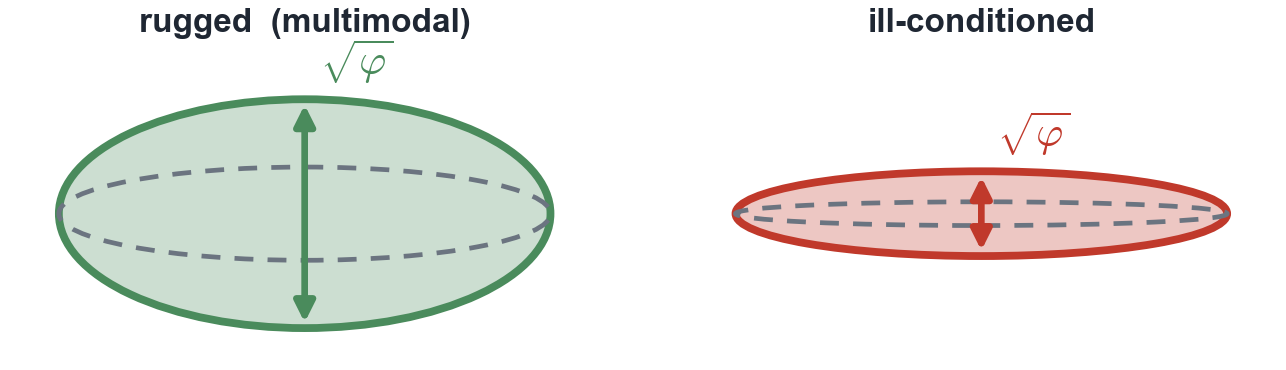 rugged (multimodal)
√φ
ill-conditioned
√φ